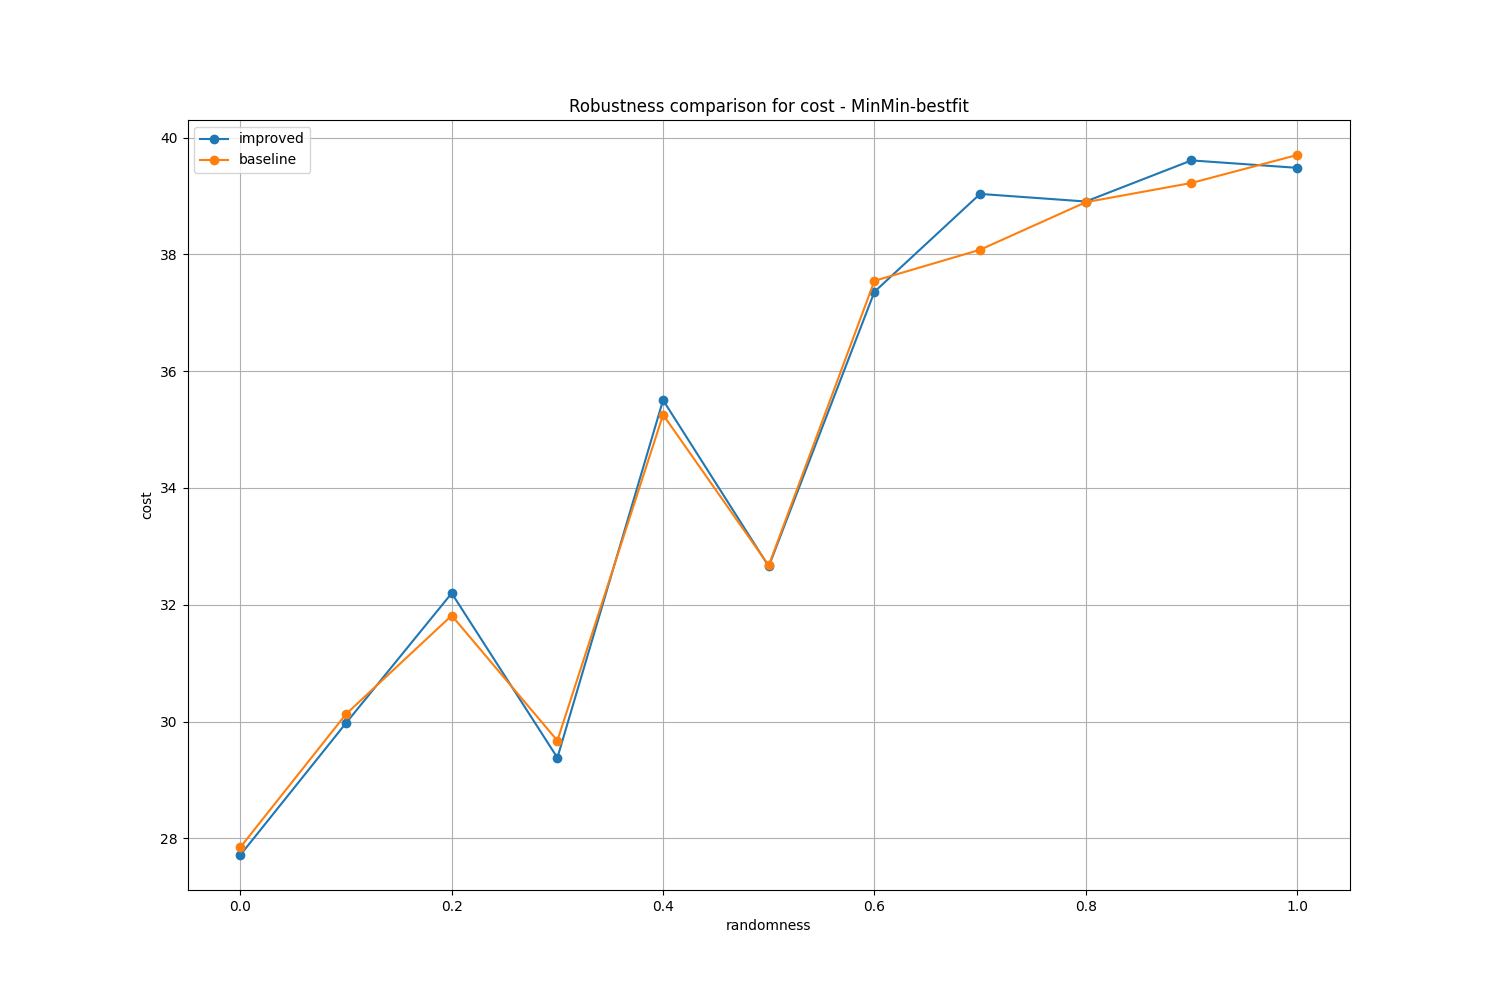 Robustness comparison for cost - MinMin-bestfit
improved
baseline
40
38
36
34
32
30
28
cost
0.0
0.2
0.4
0.6
0.8
1.0
randomness